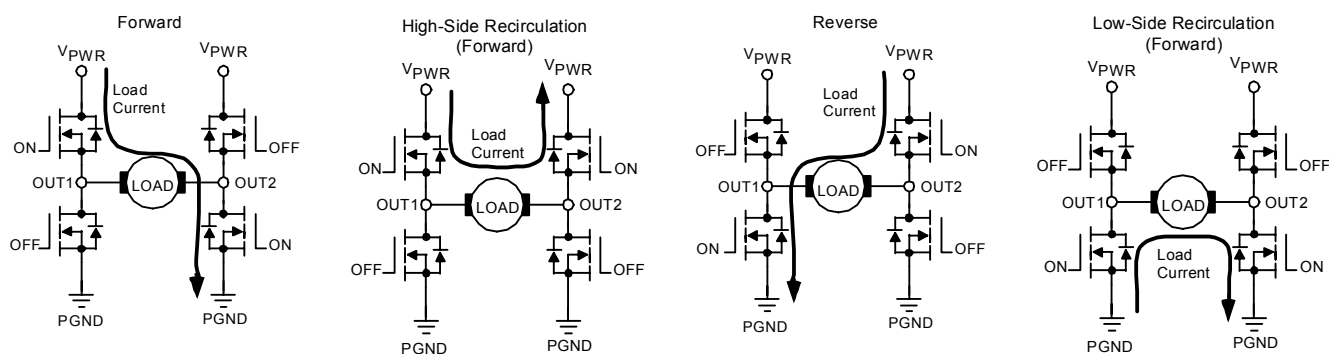 Forward
VPWR
VPWR
Load
Current
ON
OFF
OUT1
LOAD
OUT2
OFF
ON
PGND
High-Side Recirculation
(Forward)
VPWR
VPWR
Load
Current
ON
ON
OUT1
LOAD
OUT2
OFF
OFF
PGND
PGND
Reverse
VPWR
VPWR
Load
Current
OFF
ON
OUT1
LOAD
OUT2
ON
OFF
PGND
PGND
Low-Side Recirculation
(Forward)
VPWR
VPWR
OFF
OFF
OUT1
LOAD
OUT2
ON
Load
Current
ON
PGND
PGND